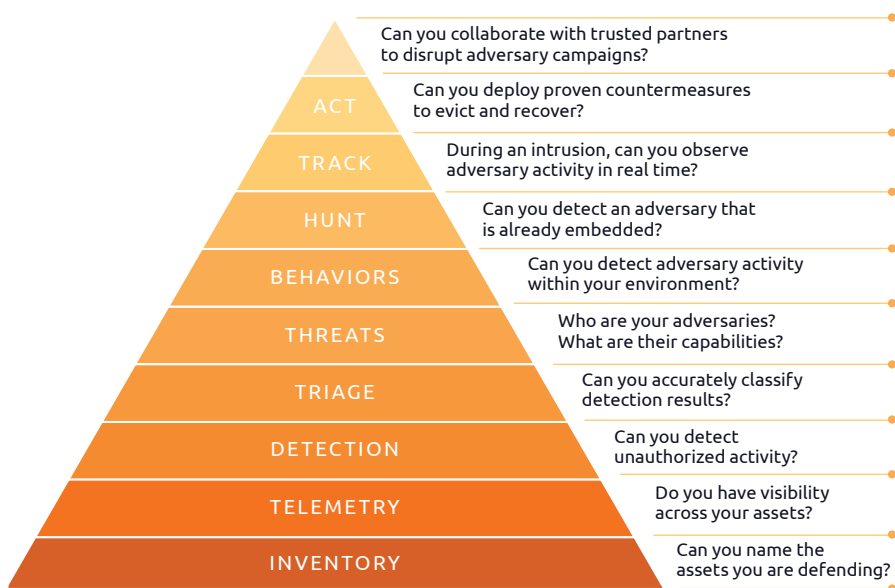 Can you collaborate with trusted partners
to disrupt adversary campaigns?
ACT
Can you deploy proven countermeasures
to evict and recover?
TRACK
During an intrusion, can you observe
adversary activity in real time?
HUNT
Can you detect an adversary that
is already embedded?
BEHAVIORS
Can you detect adversary activity
within your environment?
THREATS
Who are your adversaries?
What are their capabilities?
TRIAGE
Can you accurately classify
detection results?
DETECTION
Can you detect
unauthorized activity?
TELEMETRY
Do you have visibility
across your assets?
INVENTORY
Can you name the
assets you are defending?